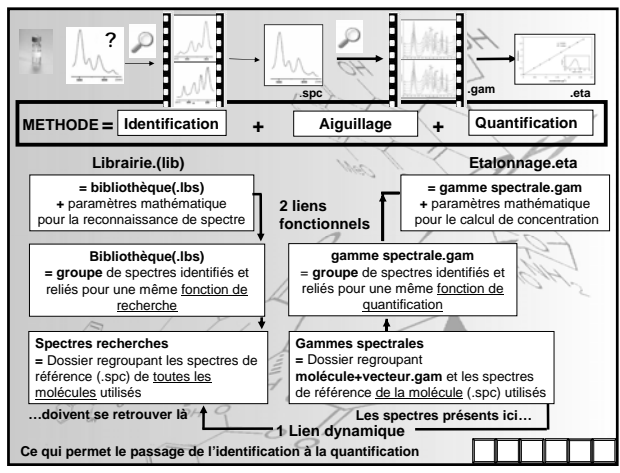 ?
.spc
.gam
.eta
METHODE = Identification + Aiguillage + Quantification
Librairie.(lib)
= bibliothèque(.lbs)
+ paramètres mathématique
pour la reconnaissance de spectre
Bibliothèque(.lbs)
= groupe de spectres identifiés et
reliés pour une même fonction de
recherche
Spectres recherches
= Dossier regroupant les spectres de
référence (.spc) de toutes les
molécules utilisés
…doivent se retrouver là
2 liens
fonctionnels
Etalonnage.eta
= gamme spectrale.gam
+ paramètres mathématique
pour le calcul de concentration
gamme spectrale.gam
= groupe de spectres identifiés et
reliés pour une même fonction de
quantification
Gammes spectrales
= Dossier regroupant
molécule+vecteur.gam et les spectres
de référence de la molécule (.spc) utilisés
Les spectres présents ici…
1 Lien dynamique
Ce qui permet le passage de l'identification à la quantification